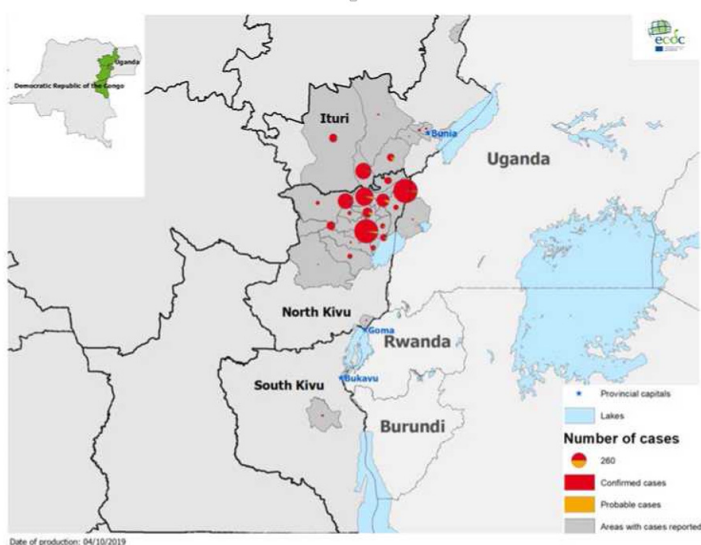 ecdc
Uganda
Democratic Republic of the Congo
Ituri
Bunia
Uganda
North Kivu
Goma
Rwanda
South Kivu
Bukavu
Burundi
Provincial capitals
Lakes
Number of cases
260
Confirmed cases
Probable cases
Areas with cases reported
Date of production: 04/10/2019